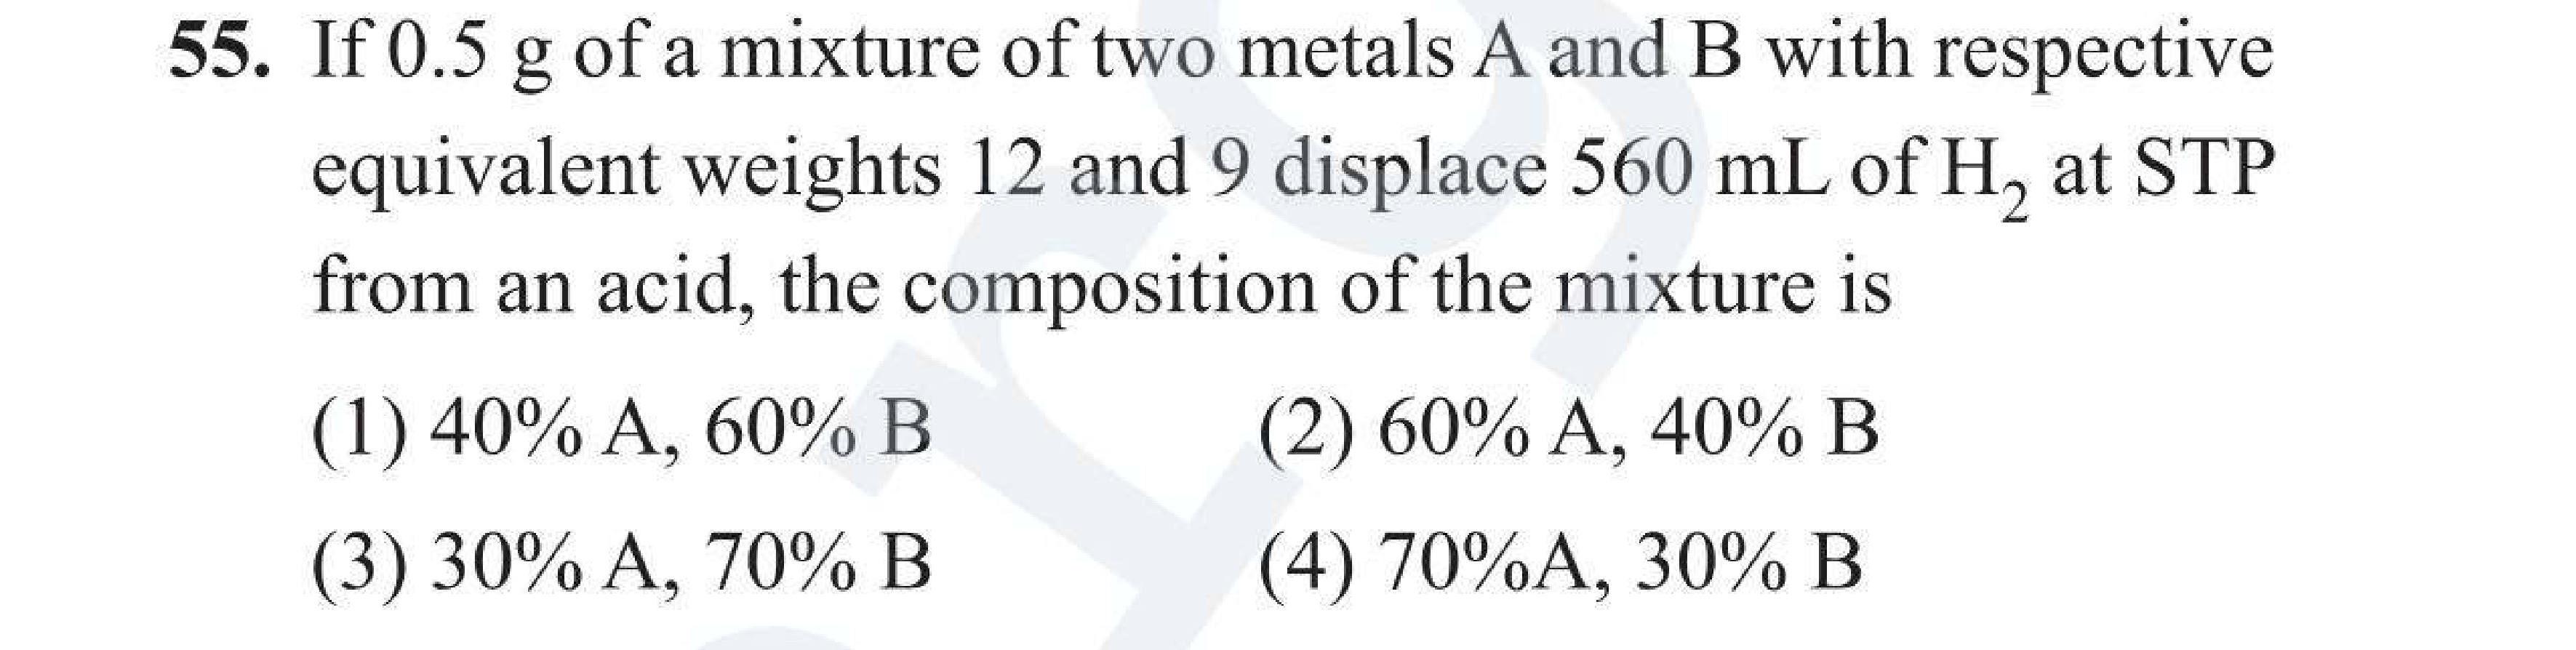 55. If 0.5 g of a mixture of two metals A and B with respective
equivalent weights 12 and 9 displace 560 mL of H₂ at STP
from an acid, the composition of the mixture is
(1) 40% A, 60% B (2) 60% A, 40% B
(3) 30% A, 70% B (4) 70%A, 30% B